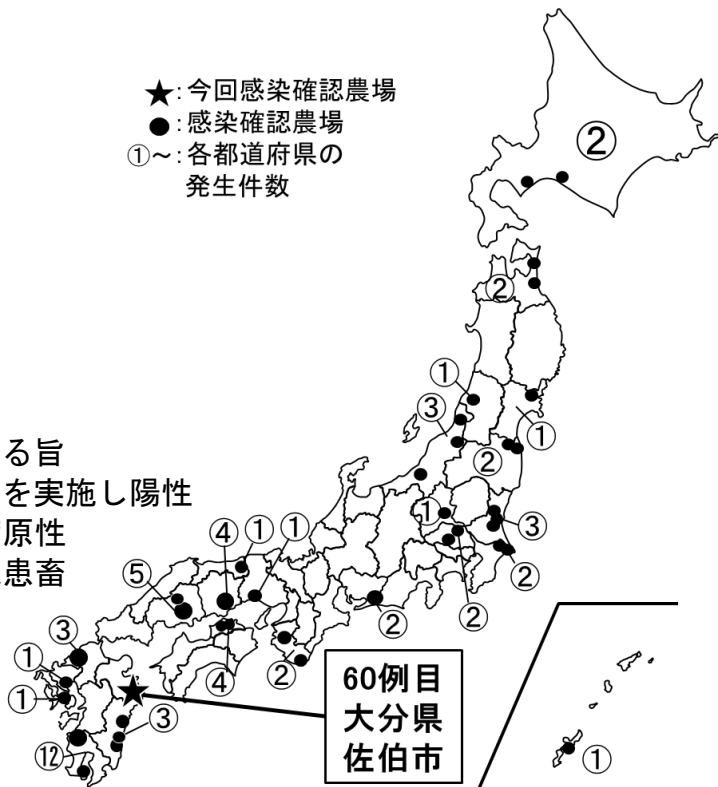 ★:今回感染確認農場
●:感染確認農場
①~:各都道府県の
発生件数
②
②
①
③
①
②
る旨
を実施し陽性
原性
患畜
①
③
④
①
①
⑤
②
②
③
②
①
④
②
①
③
⑫
60例目
大分県
佐伯市
①